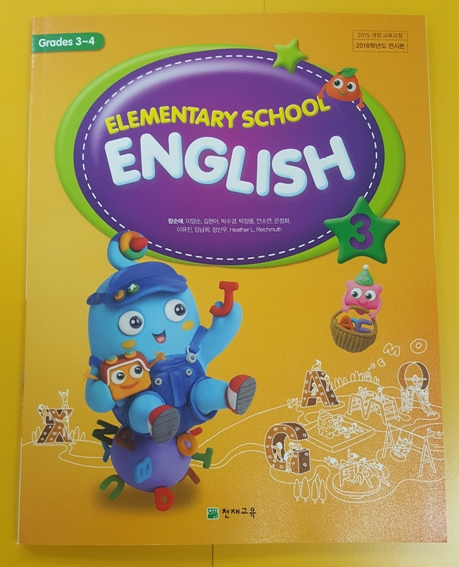 Grades 3~4
2015 개정 교육과정
2018학년도 전시본
ELEMENTARY SCHOOL
ENGLISH
함순애, 이양순, 김현아, 박수경, 박창용, 안소연, 은정화,
이유진, 임남희, 정신우, Heather L. Reichmuth
3
J
천재교육